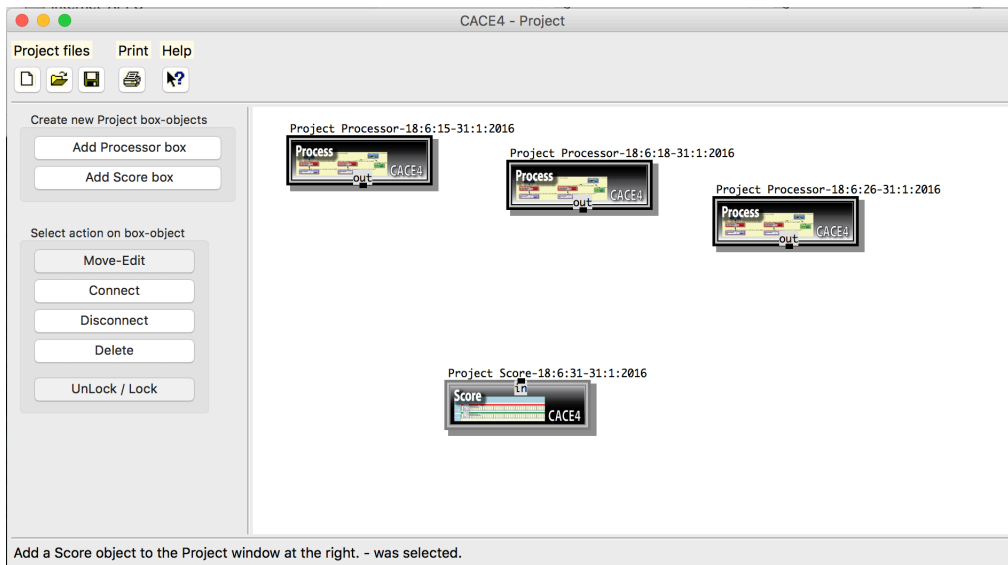 CACE4 - Project
Project files Print Help
Create new Project box-objects
Add Processor box
Add Score box
Select action on box-object
Move-Edit
Connect
Disconnect
Delete
UnLock / Lock
Project Processor-18:6:15-31:1:2016
Process
out
CACE4
Project Processor-18:6:18-31:1:2016
Process
out
CACE4
Project Processor-18:6:26-31:1:2016
Process
out
CACE4
Project Score-18:6:31-31:1:2016
in
Score
CACE4
Add a Score object to the Project window at the right. - was selected.